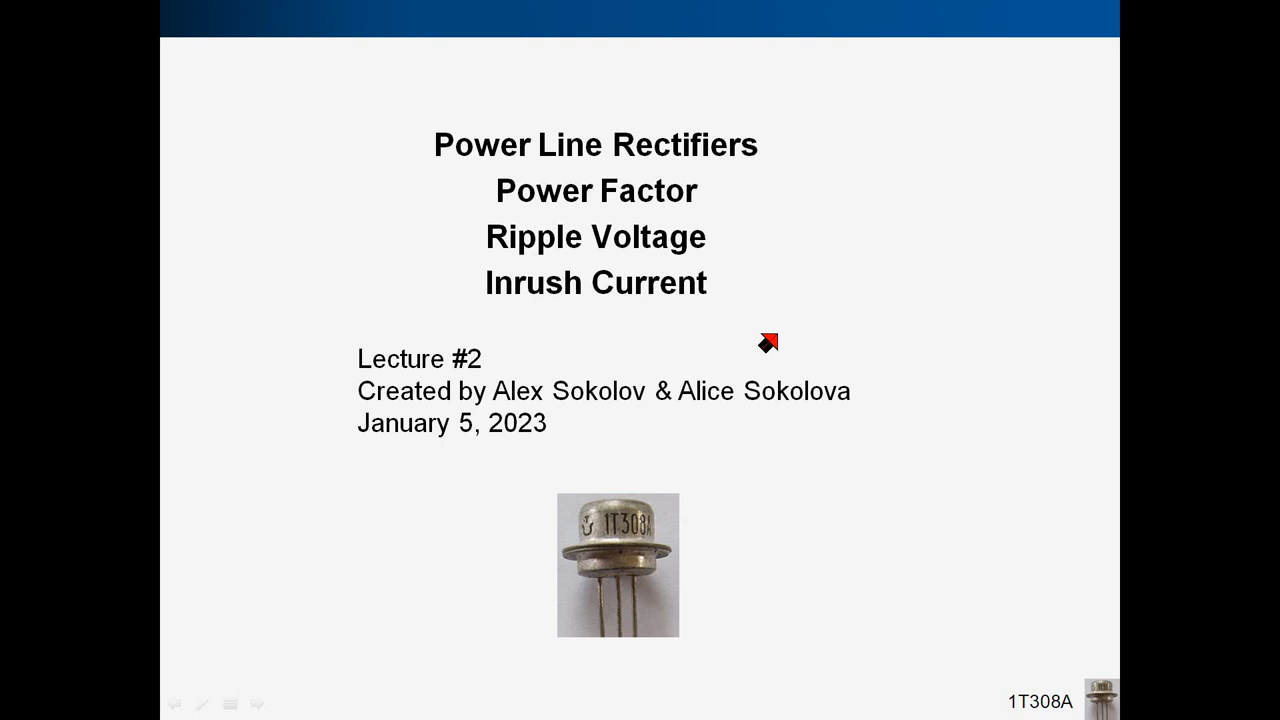 Power Line Rectifiers
Power Factor
Ripple Voltage
Inrush Current
Lecture #2
Created by Alex Sokolov & Alice Sokolova
January 5, 2023
1T308A
1T308A